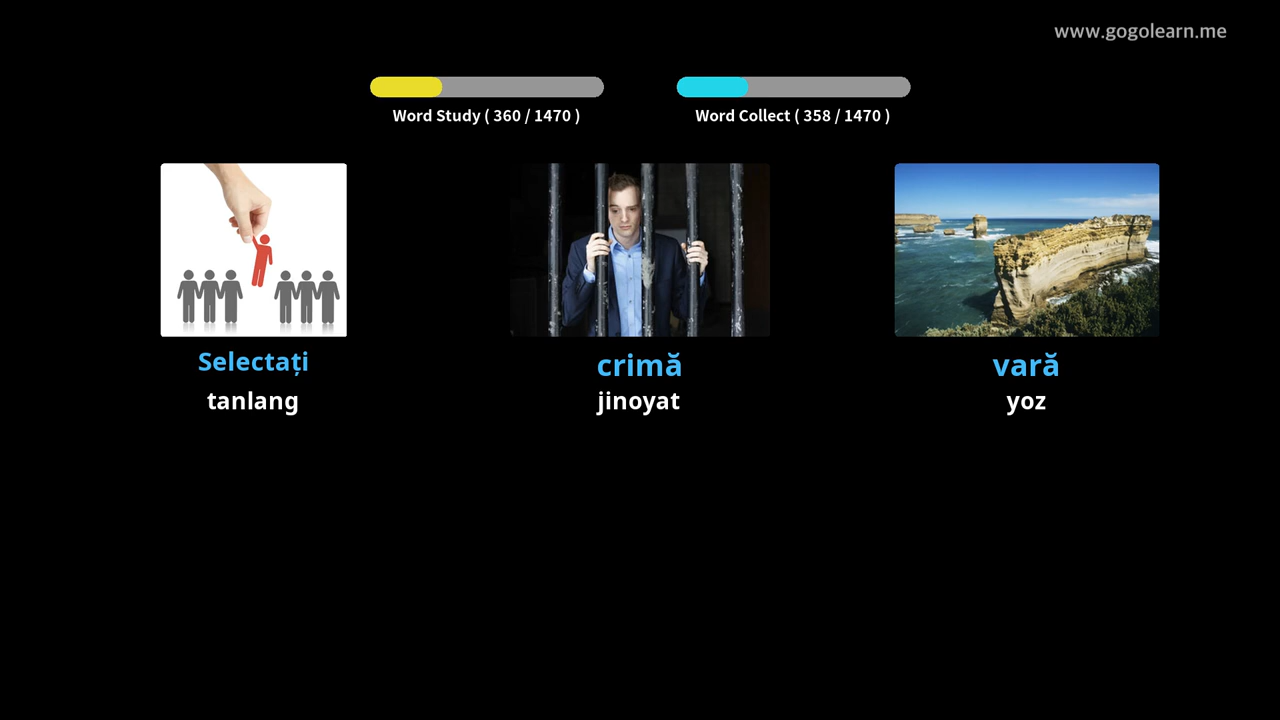 www.gogolearn.me
Word Study ( 360 / 1470 )
Word Collect ( 358 / 1470 )
Selectați
tanlang
crimă
jinoyat
vară
yoz